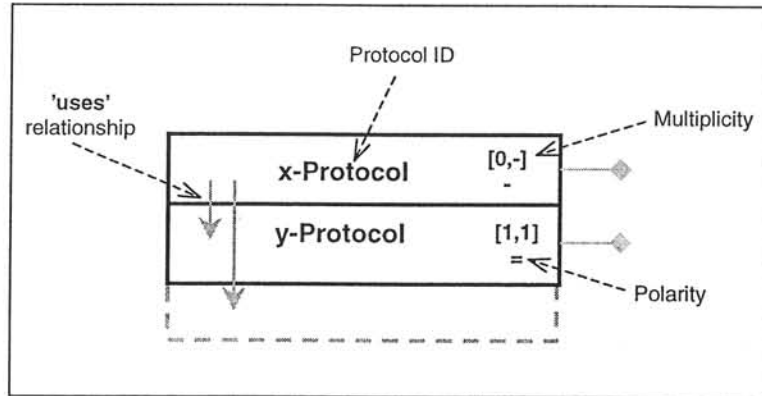 Protocol ID
'uses'
relationship
Multiplicity
x-Protocol [0,-]
-
y-Protocol [1,1]
=
Polarity